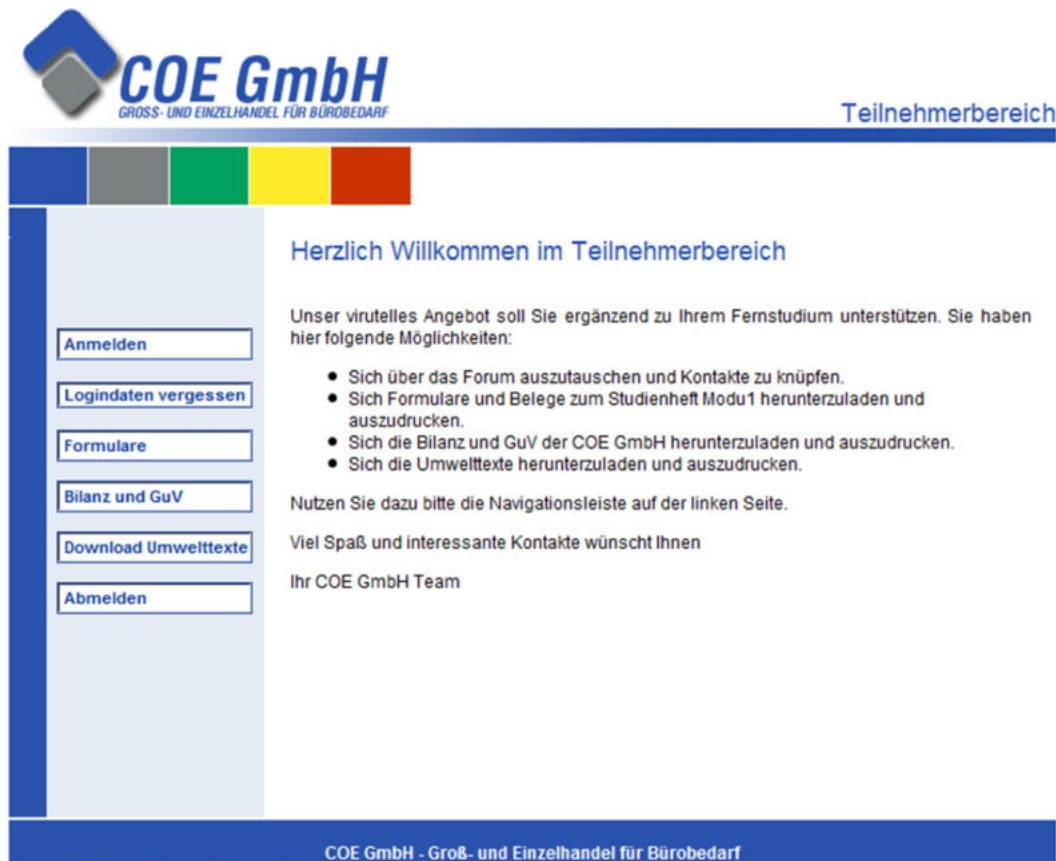 COE GmbH
GROSS- UND EINZELHANDEL FÜR BÜROBEDARF
Teilnehmerbereich
Herzlich Willkommen im Teilnehmerbereich
Unser virutelles Angebot soll Sie ergänzend zu Ihrem Fernstudium unterstützen. Sie haben
hier folgende Möglichkeiten:
● Sich über das Forum auszutauschen und Kontakte zu knüpfen.
● Sich Formulare und Belege zum Studienheft Modu1 herunterzuladen und
auszudrucken.
● Sich die Bilanz und GuV der COE GmbH herunterzuladen und auszudrucken.
● Sich die Umwelttexte herunterzuladen und auszudrucken.
Nutzen Sie dazu bitte die Navigationsleiste auf der linken Seite.
Viel Spaß und interessante Kontakte wünscht Ihnen
Ihr COE GmbH Team
Anmelden
Logindaten vergessen
Formulare
Bilanz und GuV
Download Umwelttexte
Abmelden
COE GmbH - Groß- und Einzelhandel für Bürobedarf